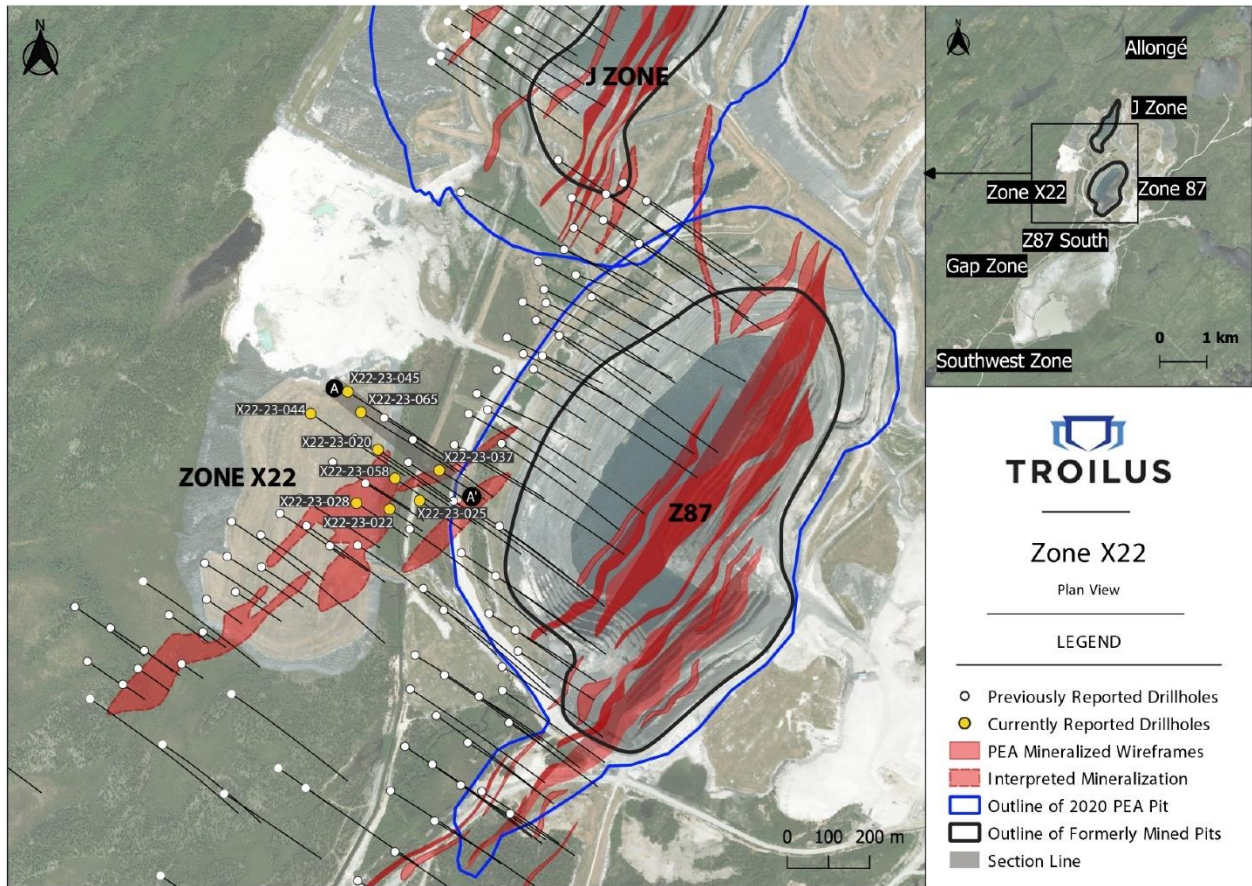 N
J ZONE
A
X22-23-045
X22-23-065
X22-23-044
X22-23-020
X22-23-037
X22-23-058
ZONE X22
X22-23-028
X22-23-025
A'
X22-23-022
Z87
0 100 200 m
N
Allongé
J Zone
Zone X22
Zone 87
Z87 South
Gap Zone
0 1 km
Southwest Zone
TROILUS
Zone X22
Plan View
LEGEND
Previously Reported Drillholes
Currently Reported Drillholes
PEA Mineralized Wireframes
Interpreted Mineralization
Outline of 2020 PEA Pit
Outline of Formerly Mined Pits
Section Line